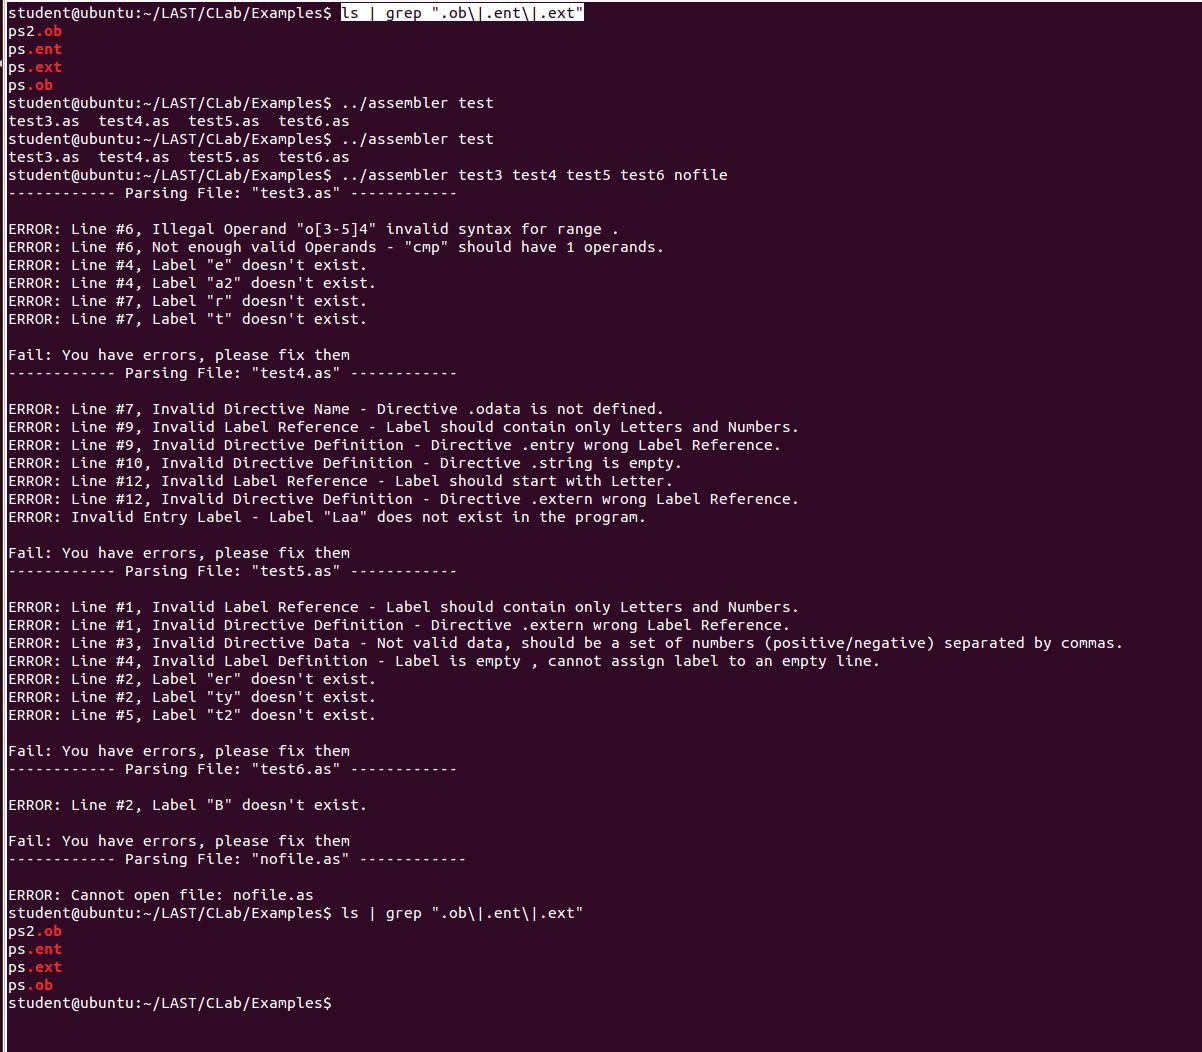 student@ubuntu:~/LAST/CLab/Examples$ ls | grep ".ob\|.ent\|.ext"
ps2.ob
ps.ent
ps.ext
ps.ob
student@ubuntu:~/LAST/CLab/Examples$ ../assembler test
test3.as  test4.as  test5.as  test6.as
student@ubuntu:~/LAST/CLab/Examples$ ../assembler test
test3.as  test4.as  test5.as  test6.as
student@ubuntu:~/LAST/CLab/Examples$ ../assembler test3 test4 test5 test6 nofile
------------ Parsing File: "test3.as" ------------
ERROR: Line #6, Illegal Operand "o[3-5]4" invalid syntax for range .
ERROR: Line #6, Not enough valid Operands - "cmp" should have 1 operands.
ERROR: Line #4, Label "e" doesn't exist.
ERROR: Line #4, Label "a2" doesn't exist.
ERROR: Line #7, Label "r" doesn't exist.
ERROR: Line #7, Label "t" doesn't exist.
Fail: You have errors, please fix them
------------ Parsing File: "test4.as" ------------
ERROR: Line #7, Invalid Directive Name - Directive .odata is not defined.
ERROR: Line #9, Invalid Label Reference - Label should contain only Letters and Numbers.
ERROR: Line #9, Invalid Directive Definition - Directive .entry wrong Label Reference.
ERROR: Line #10, Invalid Directive Definition - Directive .string is empty.
ERROR: Line #12, Invalid Label Reference - Label should start with Letter.
ERROR: Line #12, Invalid Directive Definition - Directive .extern wrong Label Reference.
ERROR: Invalid Entry Label - Label "Laa" does not exist in the program.
Fail: You have errors, please fix them
------------ Parsing File: "test5.as" ------------
ERROR: Line #1, Invalid Label Reference - Label should contain only Letters and Numbers.
ERROR: Line #1, Invalid Directive Definition - Directive .extern wrong Label Reference.
ERROR: Line #3, Invalid Directive Data - Not valid data, should be a set of numbers (positive/negative) separated by commas.
ERROR: Line #4, Invalid Label Definition - Label is empty , cannot assign label to an empty line.
ERROR: Line #2, Label "er" doesn't exist.
ERROR: Line #2, Label "ty" doesn't exist.
ERROR: Line #5, Label "t2" doesn't exist.
Fail: You have errors, please fix them
------------ Parsing File: "test6.as" ------------
ERROR: Line #2, Label "B" doesn't exist.
Fail: You have errors, please fix them
------------ Parsing File: "nofile.as" ------------
ERROR: Cannot open file: nofile.as
student@ubuntu:~/LAST/CLab/Examples$ ls | grep ".ob\|.ent\|.ext"
ps2.ob
ps.ent
ps.ext
ps.ob
student@ubuntu:~/LAST/CLab/Examples$